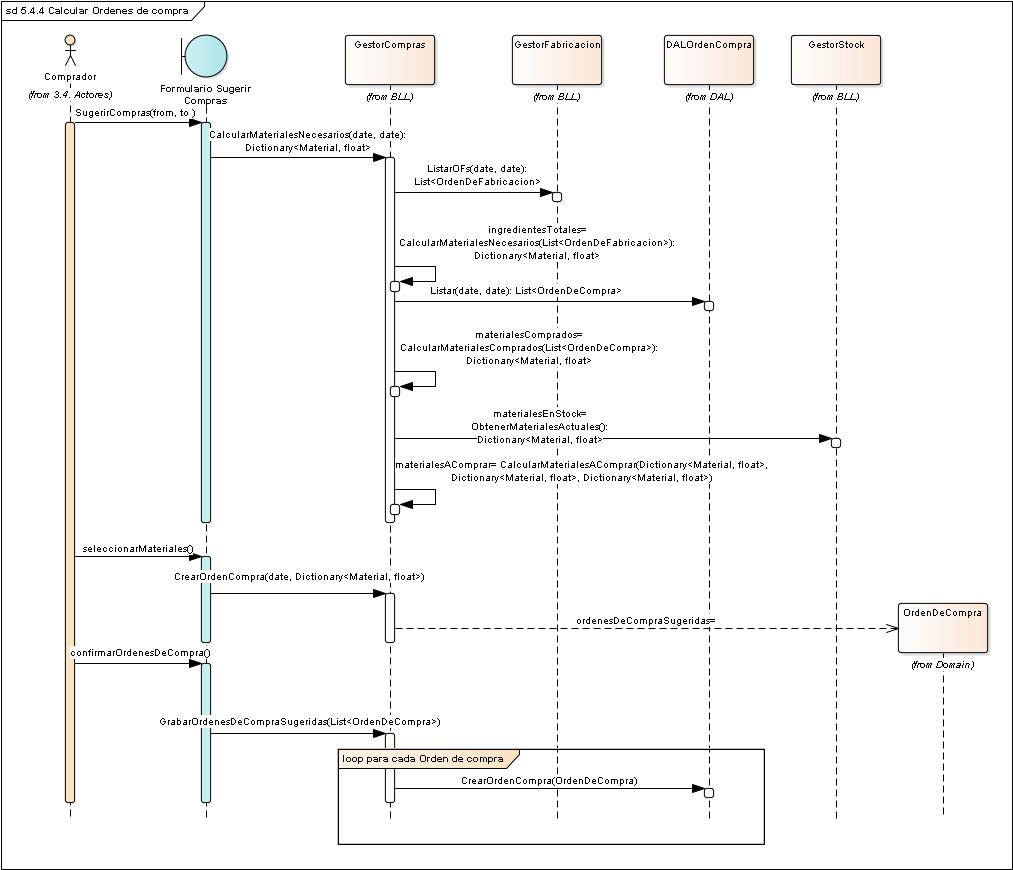 sd 5.4.4 Calcular Ordenes de compra
Comprador
(from 3.4. Actores)
Formulario Sugerir
Compras
GestorCompras
(from BLL)
GestorFabricacion
(from BLL)
DALOrdenCompra
(from DAL)
GestorStock
(from BLL)
SugerirCompras(from, to )
CalcularMaterialesNecesarios(date, date):
Dictionary<Material, float>
ListarOFs(date, date):
List<OrdenDeFabricacion>
ingredientesTotales=
CalcularMaterialesNecesarios(List<OrdenDeFabricacion>):
Dictionary<Material, float>
Listar(date, date): List<OrdenDeCompra>
materialesComprados=
CalcularMaterialesComprados(List<OrdenDeCompra>):
Dictionary<Material, float>
materialesEnStock=
ObtenerMaterialesActuales():
Dictionary<Material, float>
materialesAComprar= CalcularMaterialesAComprar(Dictionary<Material, float>,
Dictionary<Material, float>, Dictionary<Material, float>)
seleccionarMateriales()
CrearOrdenCompra(date, Dictionary<Material, float>)
ordenesDeCompraSugeridas=
OrdenDeCompra
(from Domain)
confirmarOrdenesDeCompra()
GrabarOrdenesDeCompraSugeridas(List<OrdenDeCompra>)
loop para cada Orden de compra
CrearOrdenCompra(OrdenDeCompra)